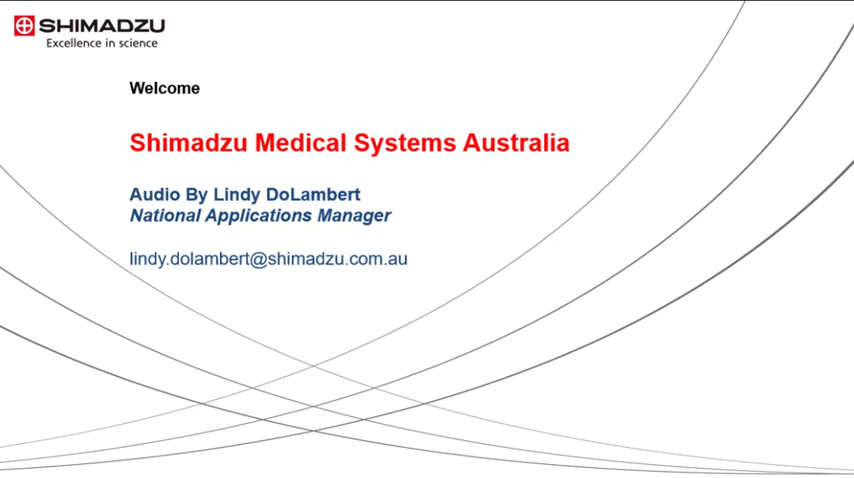 SHIMADZU
Excellence in science
Welcome
Shimadzu Medical Systems Australia
Audio By Lindy DoLambert
National Applications Manager
lindy.dolambert@shimadzu.com.au